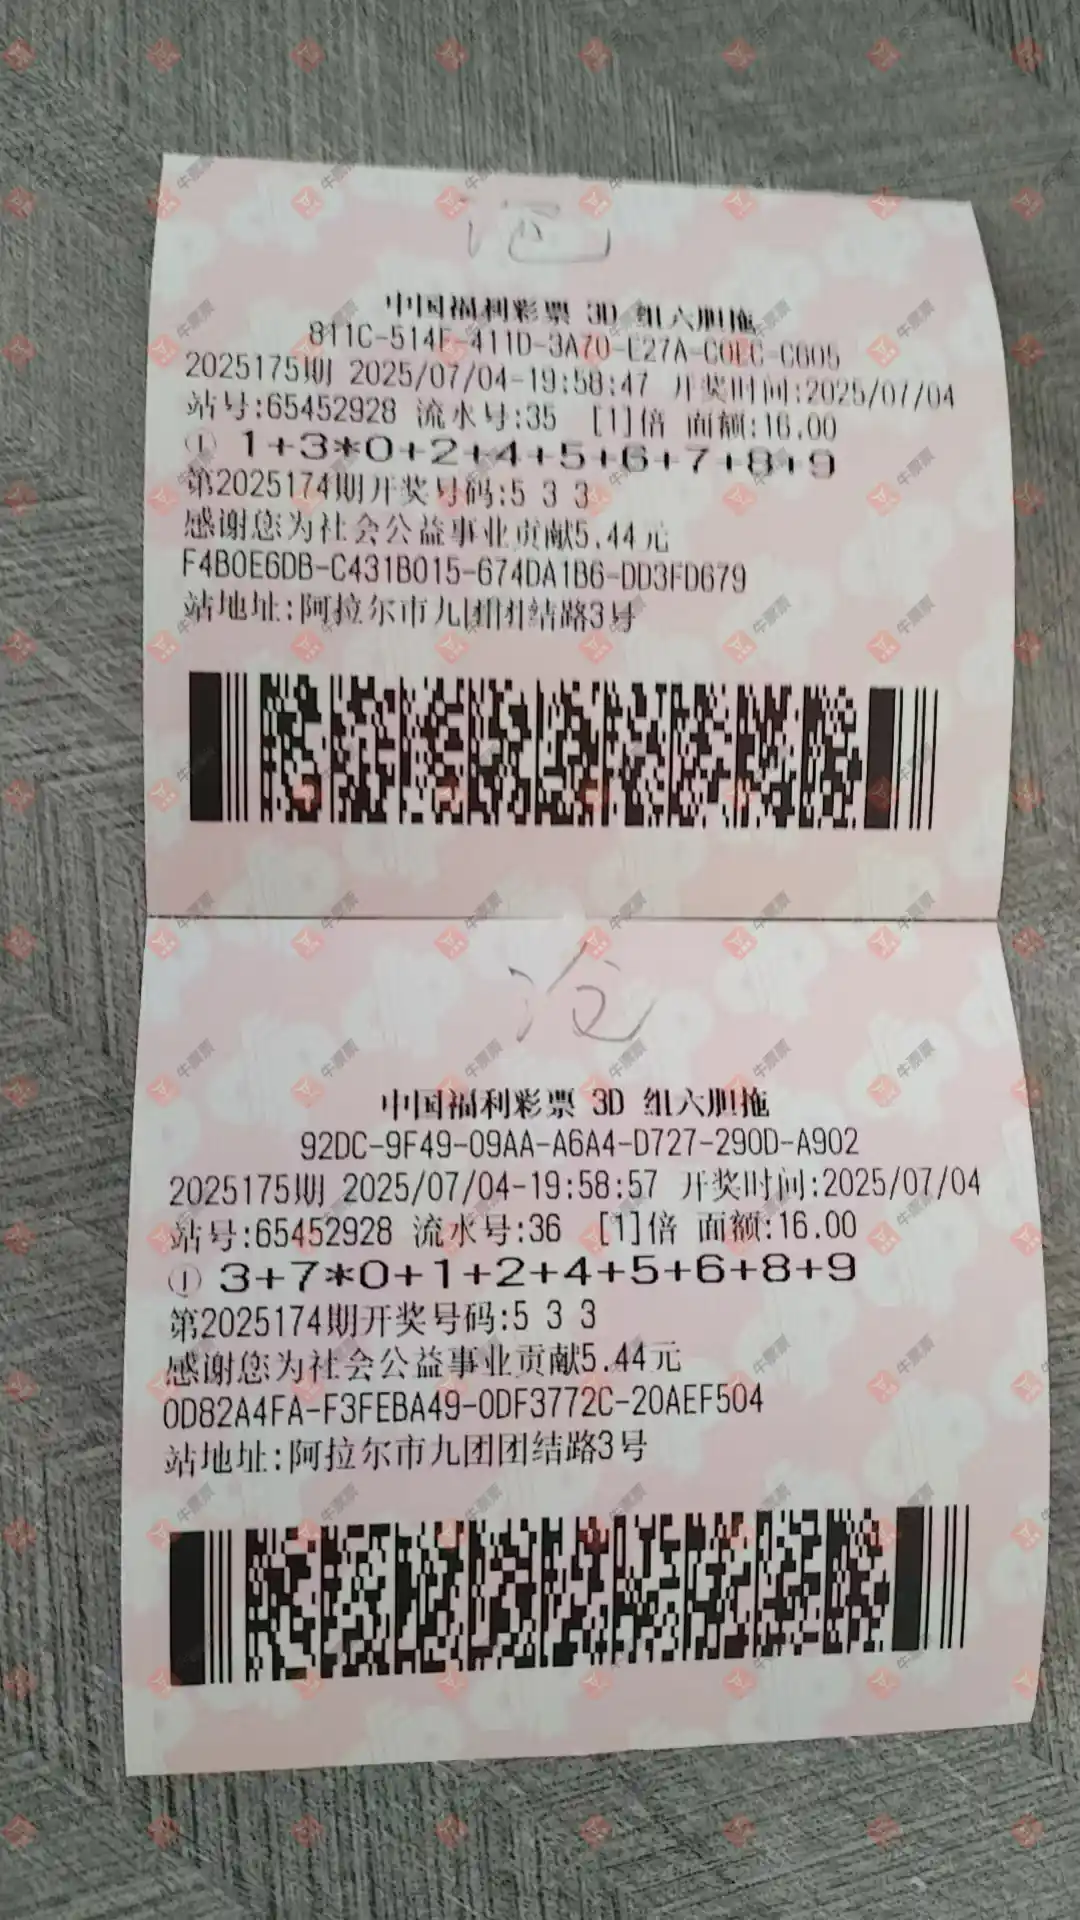 中国福利彩票 3D 组六胆拖
811C-514F-411D-3A70-E27A-C0EC-C605
2025175期 2025/07/04-19:58:47 开奖时间:2025/07/04
站号:65452928 流水号:35 [1]倍 面额:16.00
① 1+3*0+2+4+5+6+7+8+9
第2025174期开奖号码:5 3 3
感谢您为社会公益事业贡献5.44元
F4B0E6DB-C431B015-674DA1B6-DD3FD679
站地址:阿拉尔市九团团结路3号
中国福利彩票 3D 组六胆拖
92DC-9F49-09AA-A6A4-D727-290D-A902
2025175期 2025/07/04-19:58:57 开奖时间:2025/07/04
站号:65452928 流水号:36 [1]倍 面额:16.00
① 3+7*0+1+2+4+5+6+8+9
第2025174期开奖号码:5 3 3
感谢您为社会公益事业贡献5.44元
0D82A4FA-F3FEBA49-0DF3772C-20AEF504
站地址:阿拉尔市九团团结路3号
牛票票